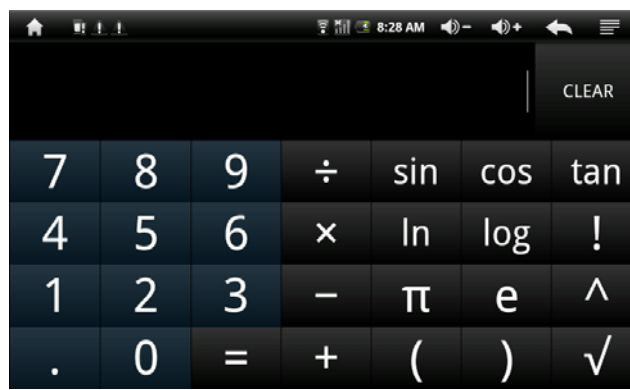 8:28 AM
CLEAR
7 8 9 ÷ sin cos tan
4 5 6 × ln log !
1 2 3 − π e ^
. 0 = + ( ) √